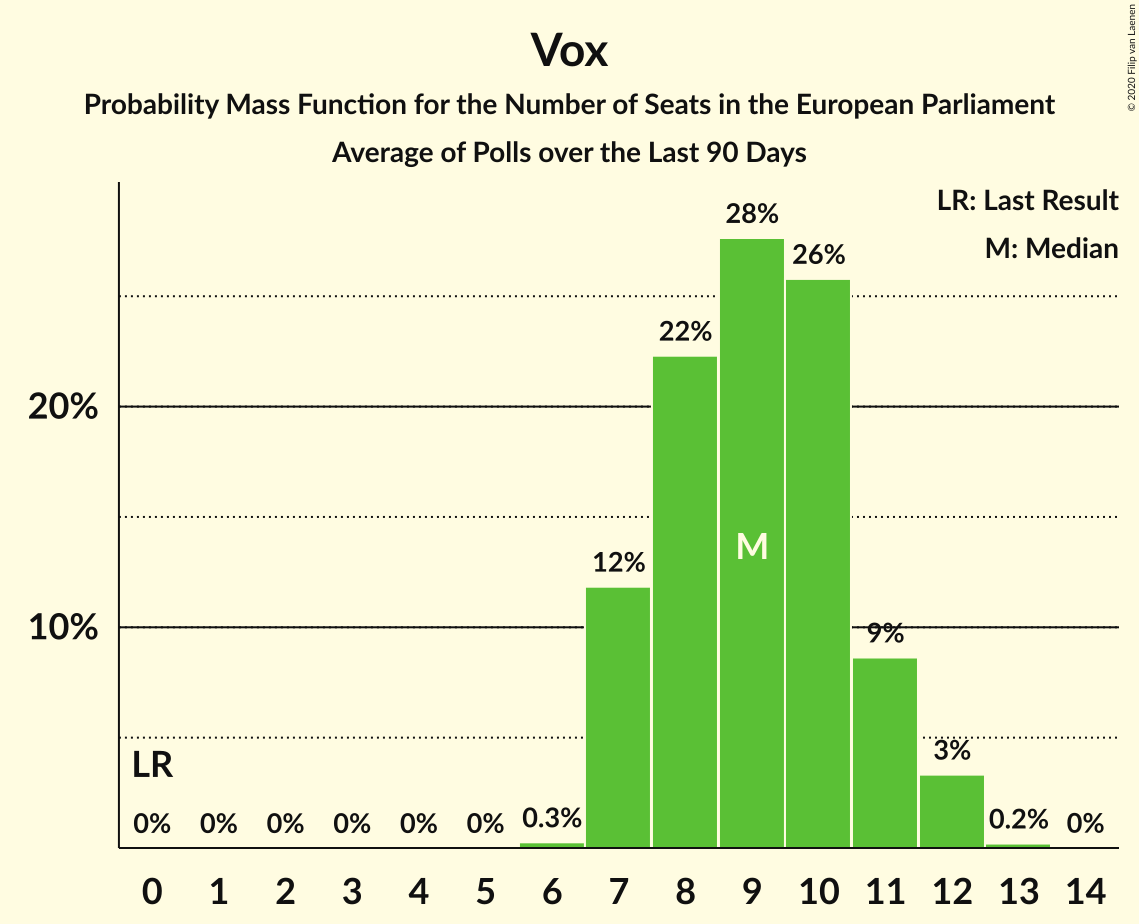 Vox
Probability Mass Function for the Number of Seats in the European Parliament
Average of Polls over the Last 90 Days
© 2020 Filip van Laenen
LR: Last Result
M: Median
20%
10%
LR
M
0% 0% 0% 0% 0% 0% 0.3% 12% 22% 28% 26% 9% 3% 0.2% 0%
0 1 2 3 4 5 6 7 8 9 10 11 12 13 14